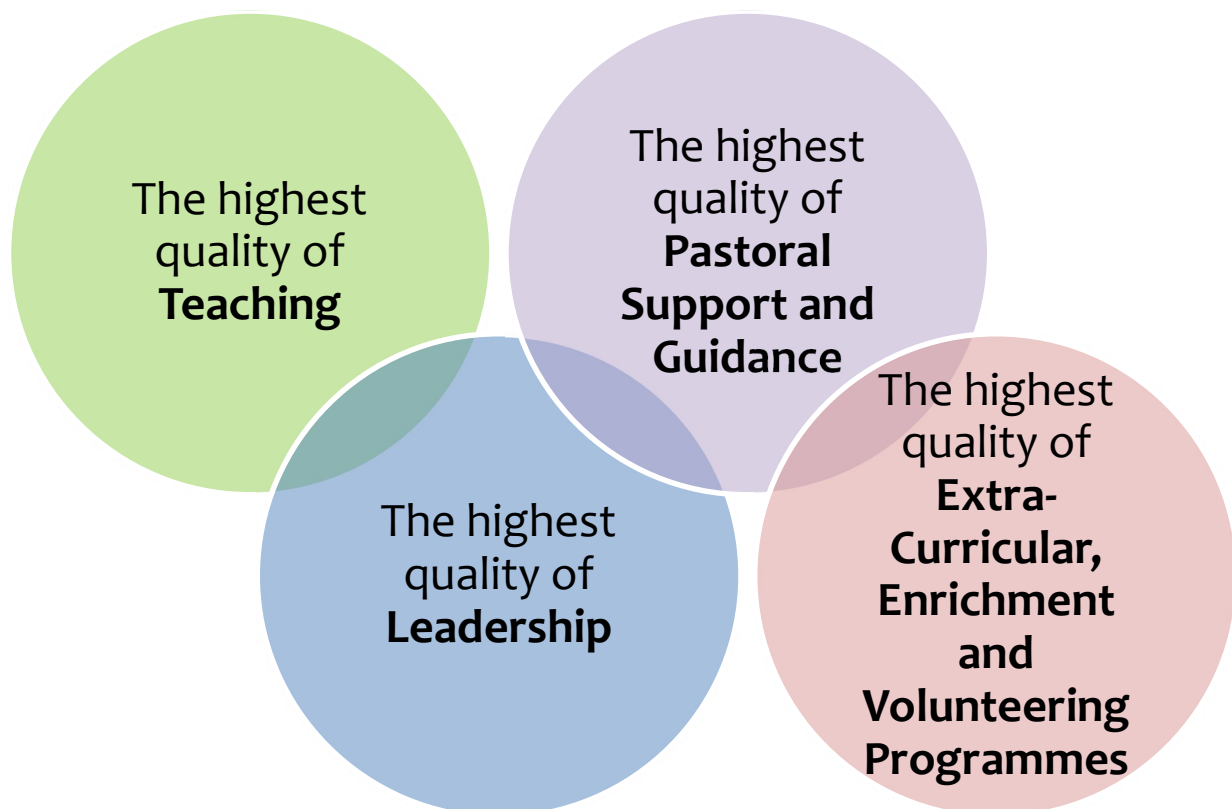 The highest
quality of
Teaching
The highest
quality of
Pastoral
Support and
Guidance
The highest
quality of
Leadership
The highest
quality of
Extra-
Curricular,
Enrichment
and
Volunteering
Programmes